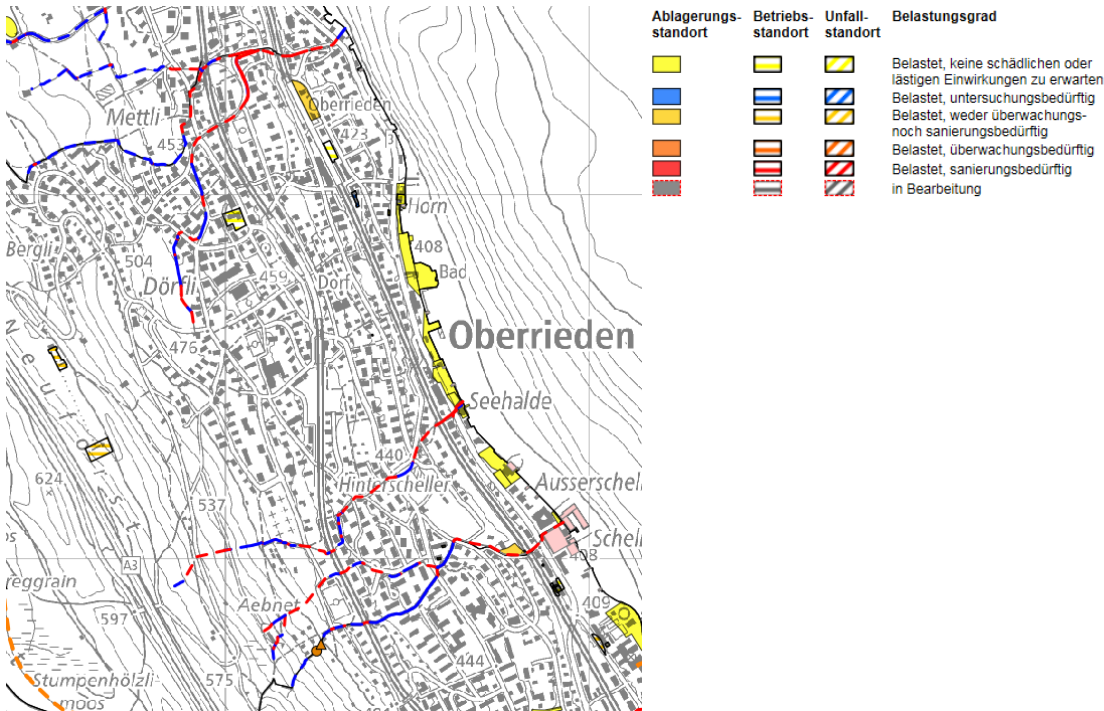 Mettli
453
Oberrieden
423
Horn
408
Bad
Bergli
504
Dörfli
459
Dorf
Oberrieden
476
Seehalde
440
Hinterscheller
624
537
Ausserschel
Schell
408
A3
reggrain
Aebnet
409
597
444
575
Stumpenhölzli-
moos
Ablagerungs-
standort
Betriebs-
standort
Unfall-
standort
Belastungsgrad
Belastet, keine schädlichen oder
lästigen Einwirkungen zu erwarten
Belastet, untersuchungsbedürftig
Belastet, weder überwachungs-
noch sanierungsbedürftig
Belastet, überwachungsbedürftig
Belastet, sanierungsbedürftig
in Bearbeitung